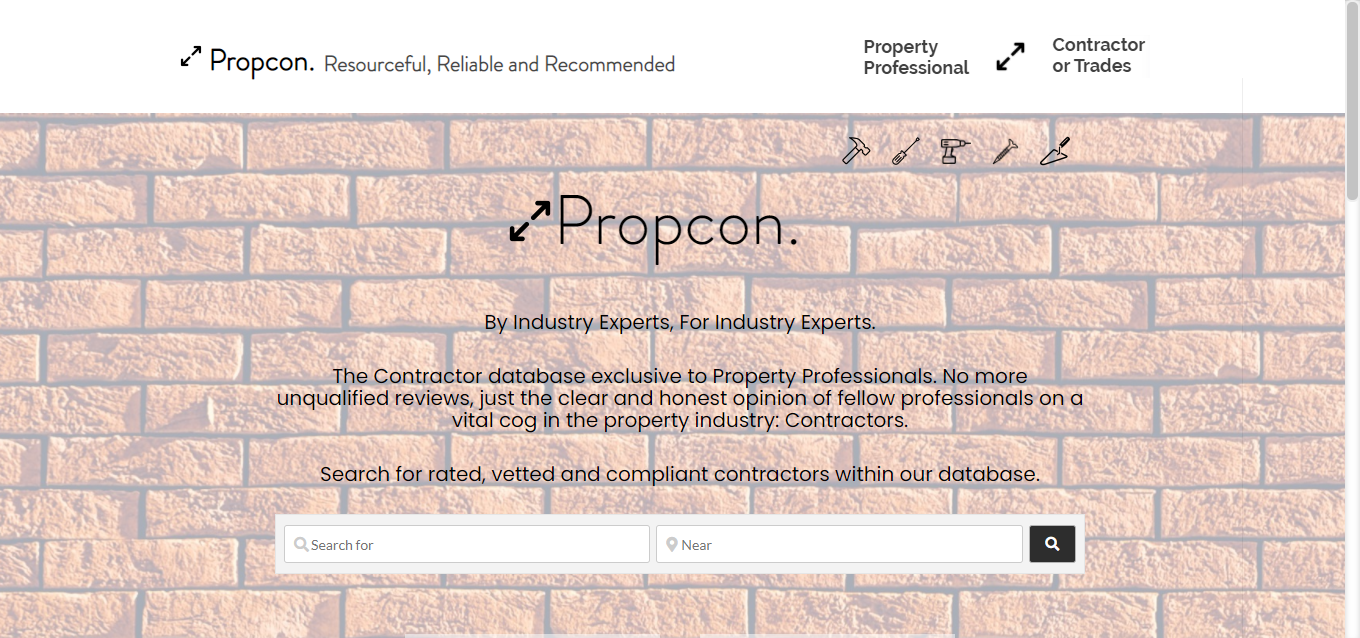 Propcon. Resourceful, Reliable and Recommended
Property
Professional
Contractor
or Trades
Propcon.
By Industry Experts, For Industry Experts.
The Contractor database exclusive to Property Professionals. No more
unqualified reviews, just the clear and honest opinion of fellow professionals on a
vital cog in the property industry: Contractors.
Search for rated, vetted and compliant contractors within our database.
Search for
Near